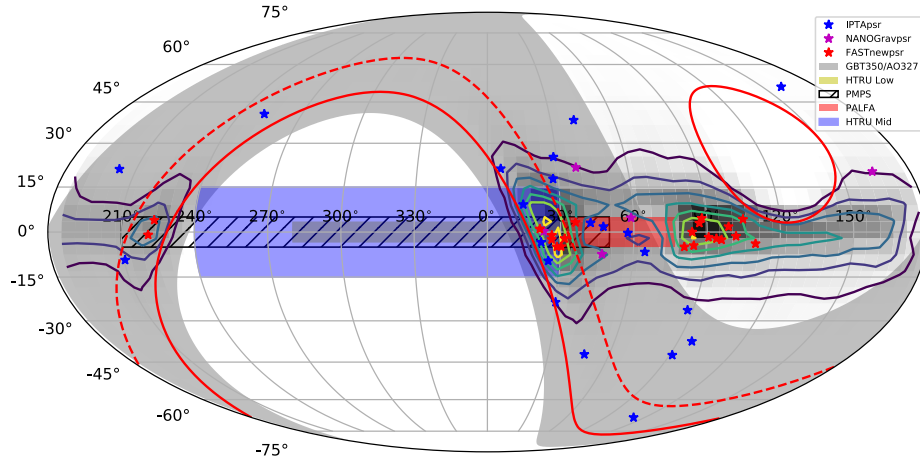 75°
60°
45°
30°
15°
0°
-15°
-30°
-45°
-60°
-75°
210°
240°
270°
300°
330°
0°
30°
60°
120°
150°
IPTApsr
NANOGravpsr
FASTnewpsr
GBT350/AO327
HTRU Low
PMPS
PALFA
HTRU Mid